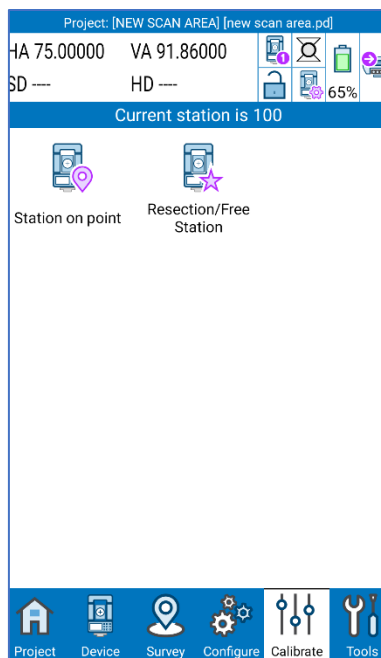 Project: [NEW SCAN AREA] [new scan area.pd]
HA 75.00000 VA 91.86000
SD ---- HD ----
1
65%
Current station is 100
Station on point
Resection/Free
Station
Project Device Survey Configure Calibrate Tools